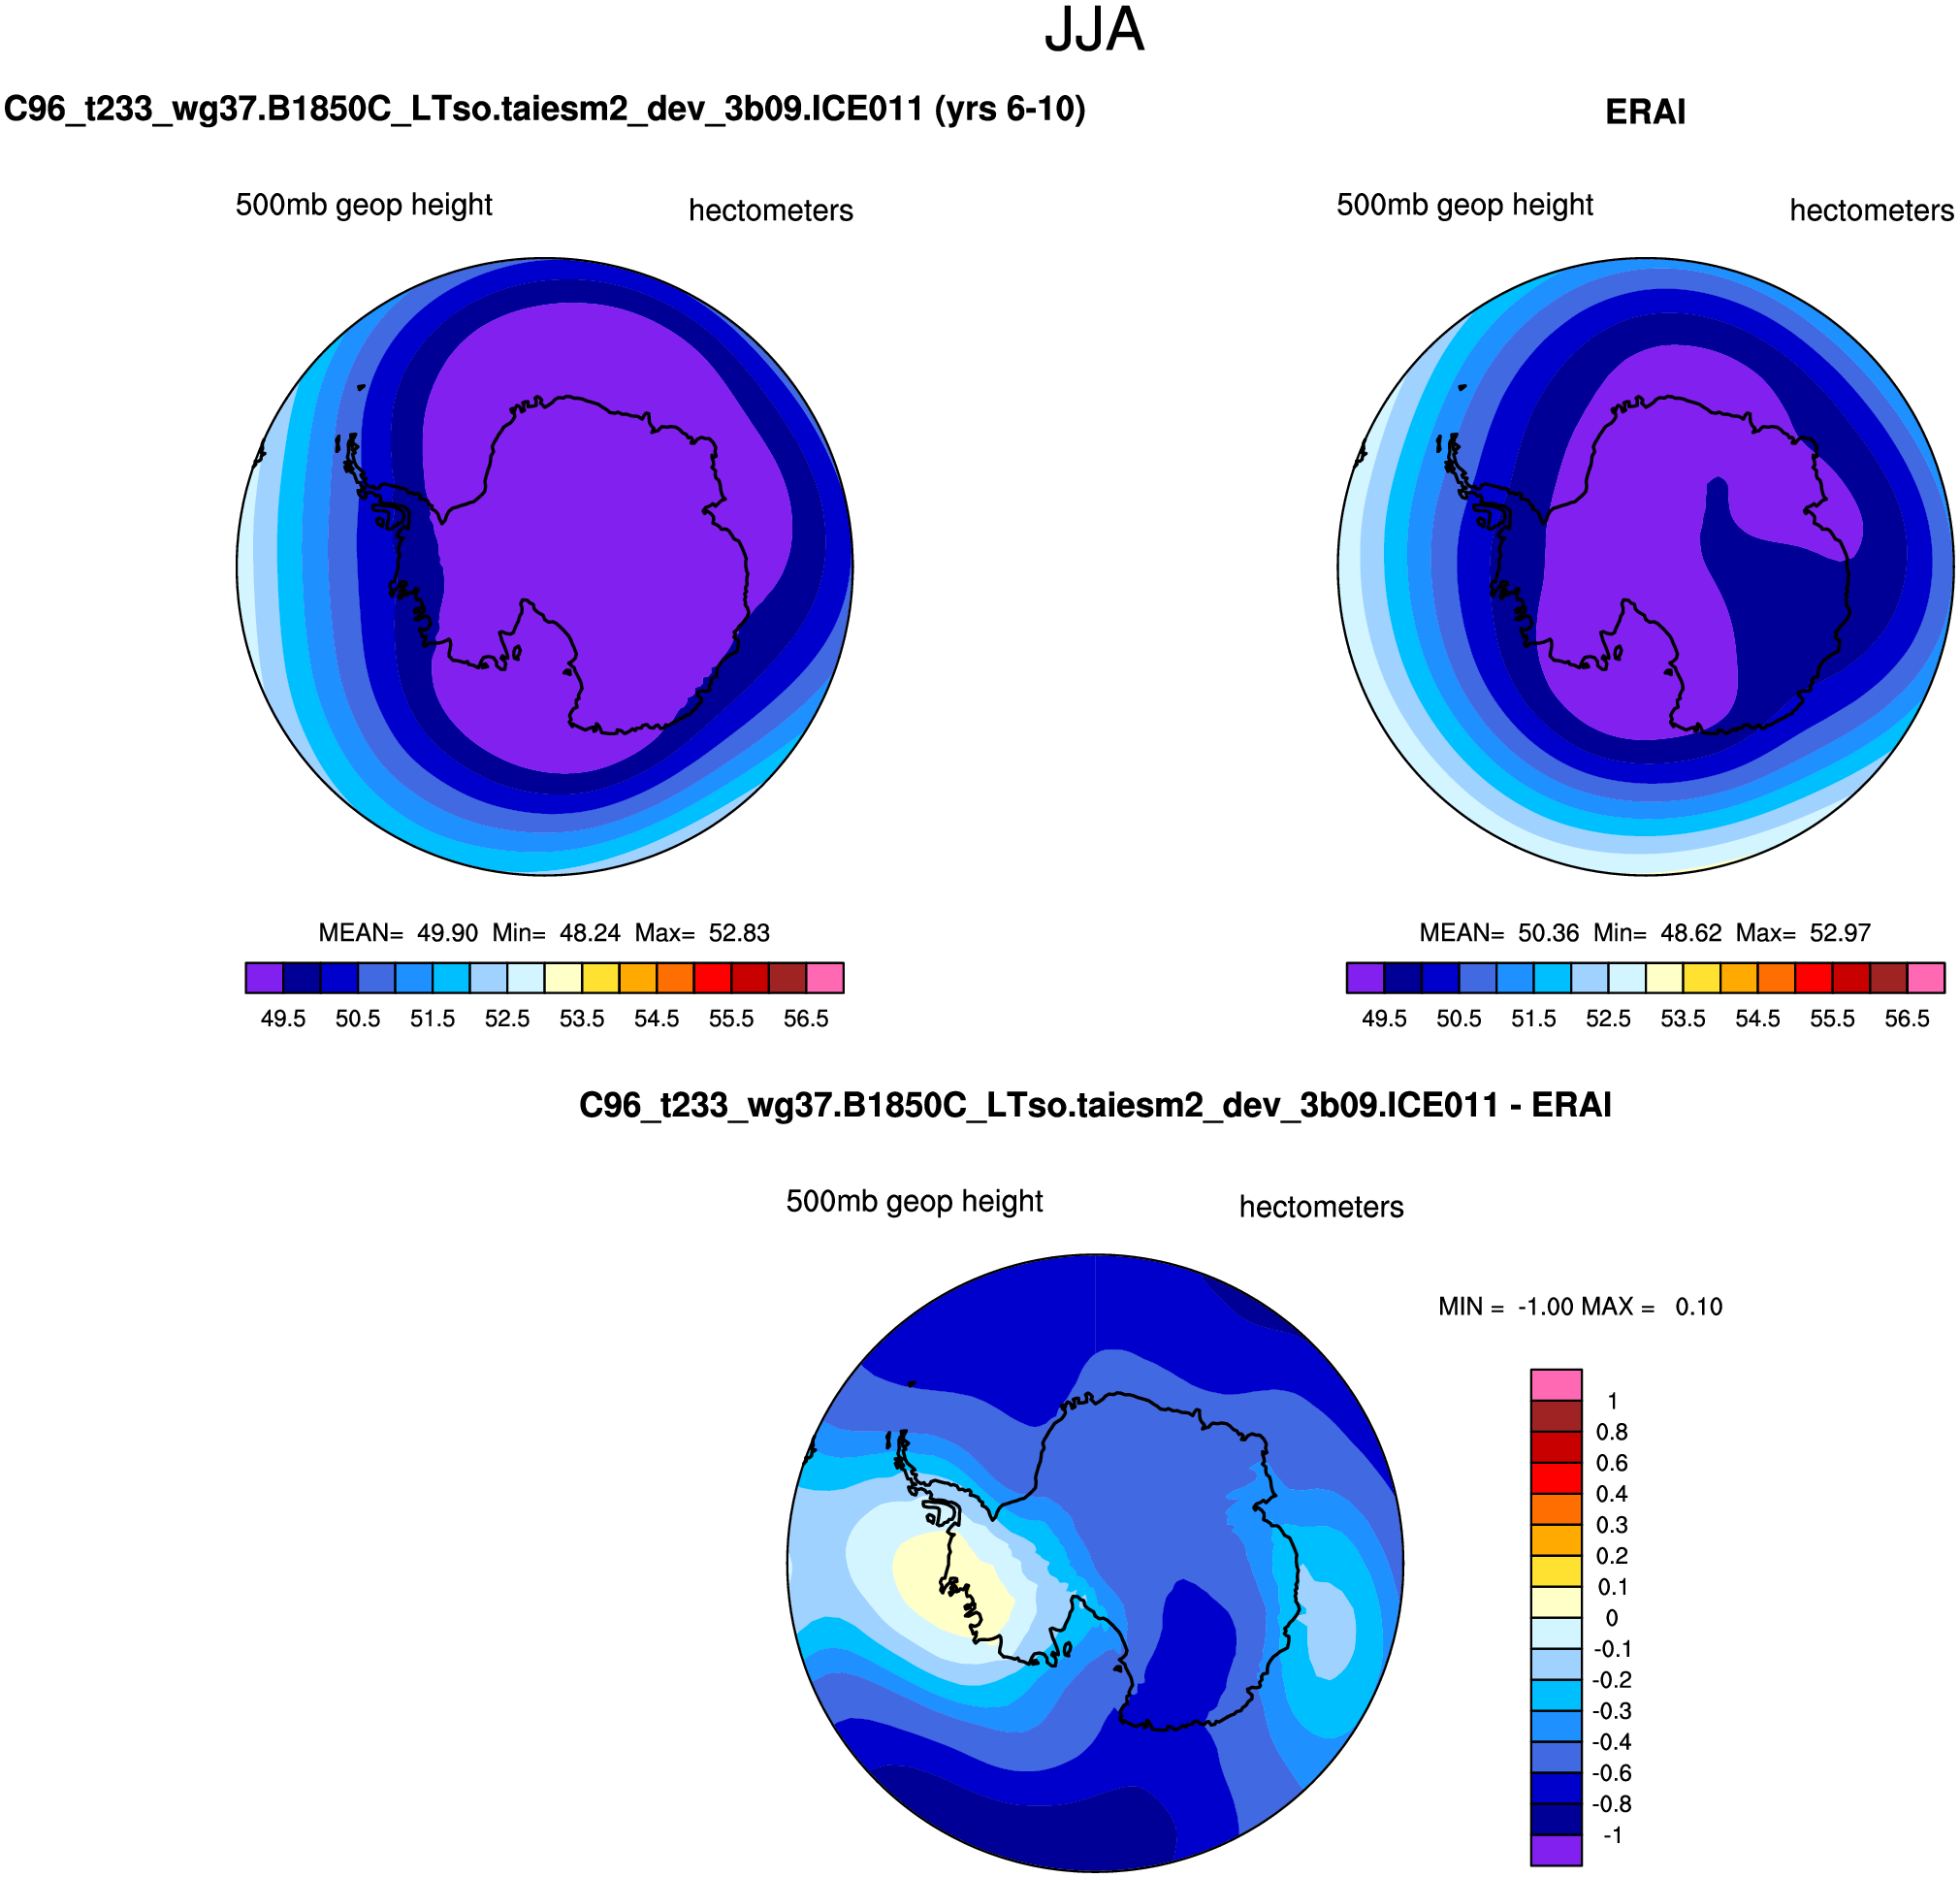 JJA
C96_t233_wg37.B1850C_LTso.taiesm2_dev_3b09.ICE011 (yrs 6-10)
ERAI
500mb geop height hectometers
500mb geop height hectometers
MEAN= 49.90 Min= 48.24 Max= 52.83
MEAN= 50.36 Min= 48.62 Max= 52.97
49.5 50.5 51.5 52.5 53.5 54.5 55.5 56.5
49.5 50.5 51.5 52.5 53.5 54.5 55.5 56.5
C96_t233_wg37.B1850C_LTso.taiesm2_dev_3b09.ICE011 - ERAI
500mb geop height hectometers
MIN = -1.00 MAX = 0.10
1
0.8
0.6
0.4
0.3
0.2
0.1
0
-0.1
-0.2
-0.3
-0.4
-0.6
-0.8
-1